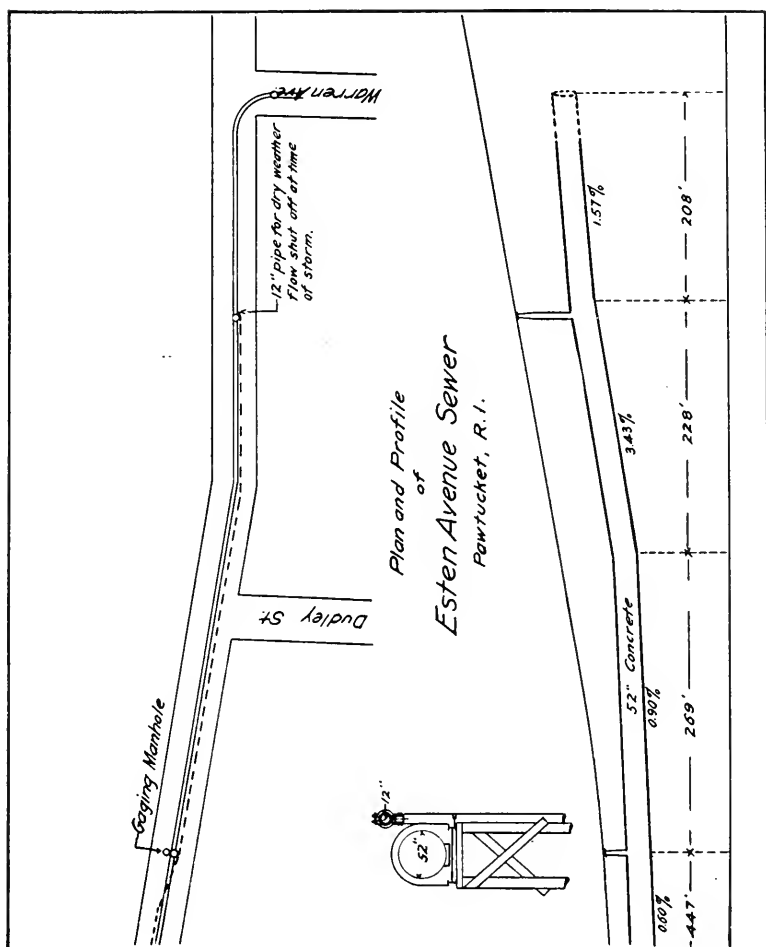 Warren Ave.
12" pipe for dry weather
flow shut off at time
of storm.
Plan and Profile
of
Esten Avenue Sewer
Pawtucket, R.I.
Dudley St.
Gaging Manhole
12"
52"
1.57%
208'
3.43%
228'
52" Concrete
0.90%
269'
0.60%
447'